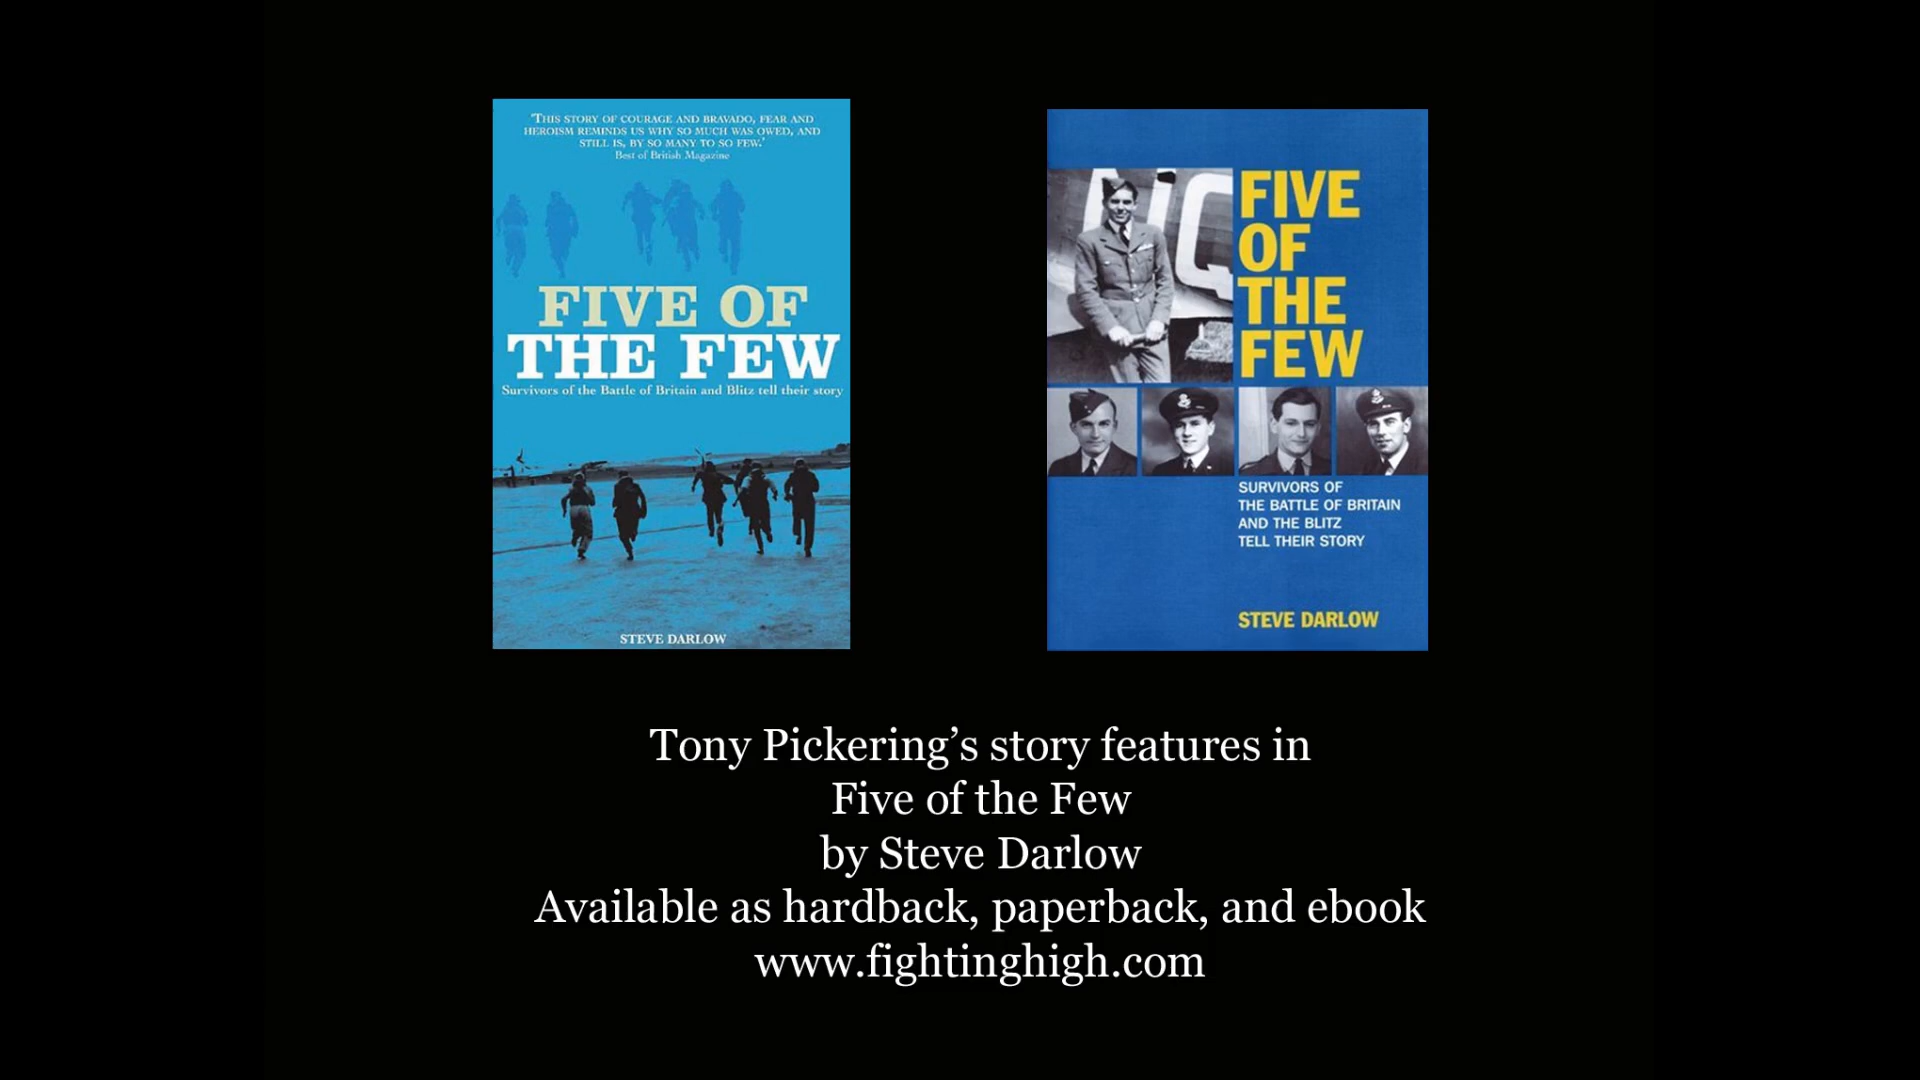 'THIS STORY OF COURAGE AND BRAVADO, FEAR AND
HEROISM REMINDS US WHY SO MUCH WAS OWED, AND
STILL IS, BY SO MANY TO SO FEW.'
Best of British Magazine
FIVE OF
THE FEW
Survivors of the Battle of Britain and Blitz tell their story
STEVE DARLOW
NQ
FIVE
OF
THE
FEW
SURVIVORS OF
THE BATTLE OF BRITAIN
AND THE BLITZ
TELL THEIR STORY
STEVE DARLOW
Tony Pickering’s story features in
Five of the Few
by Steve Darlow
Available as hardback, paperback, and ebook
www.fightinghigh.com